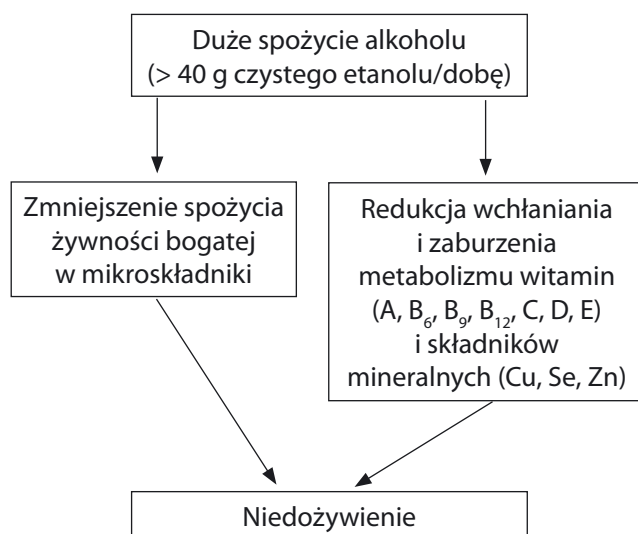 Duże spożycie alkoholu
(> 40 g czystego etanolu/dobę)
Zmniejszenie spożycia
żywności bogatej
w mikroskładniki
Redukcja wchłaniania
i zaburzenia
metabolizmu witamin
(A, B₆, B₉, B₁₂, C, D, E)
i składników
mineralnych (Cu, Se, Zn)
Niedożywienie